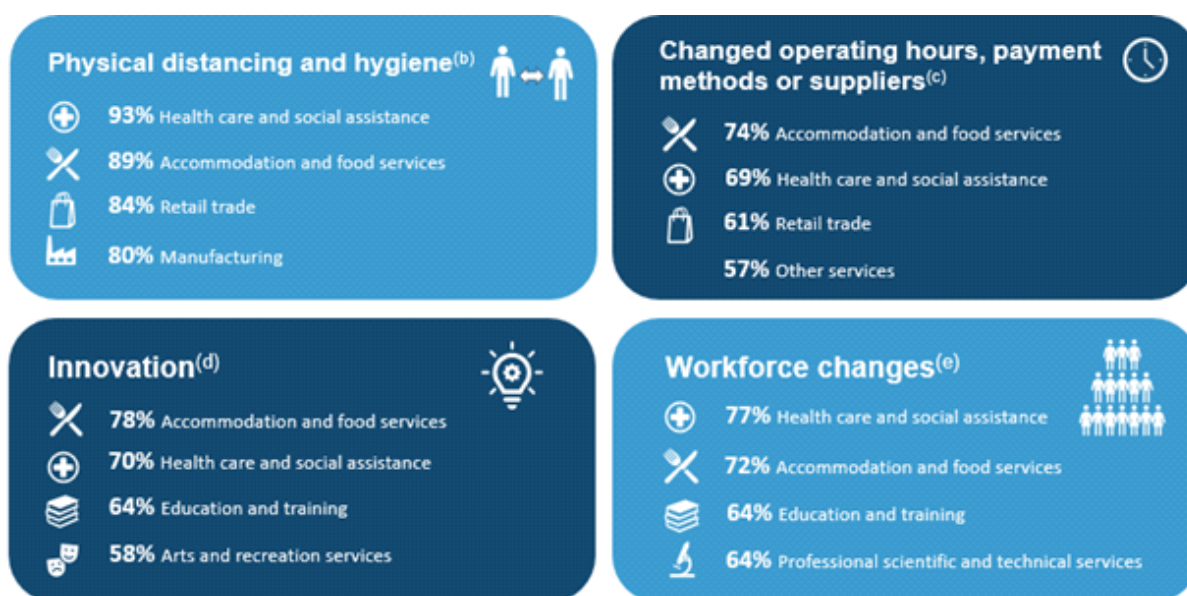 Physical distancing and hygiene(b)
93% Health care and social assistance
89% Accommodation and food services
84% Retail trade
80% Manufacturing
Changed operating hours, payment
methods or suppliers(c)
74% Accommodation and food services
69% Health care and social assistance
61% Retail trade
57% Other services
Innovation(d)
78% Accommodation and food services
70% Health care and social assistance
64% Education and training
58% Arts and recreation services
Workforce changes(e)
77% Health care and social assistance
72% Accommodation and food services
64% Education and training
64% Professional scientific and technical services